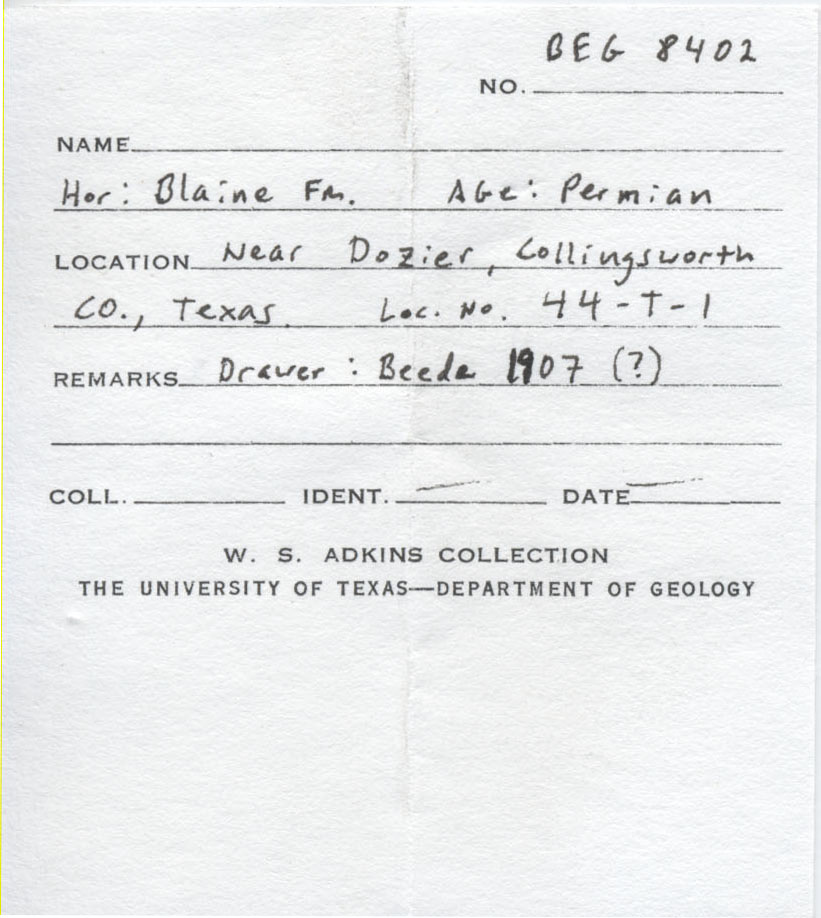 BEG 8402
NO.
NAME
Hor: Blaine Fm. Age: Permian
LOCATION Near Dozier, Collingsworth
CO., Texas Loc. No. 44-T-1
REMARKS Drawer: Beede 1907 (?)
COLL. IDENT. DATE
W. S. ADKINS COLLECTION
THE UNIVERSITY OF TEXAS—DEPARTMENT OF GEOLOGY